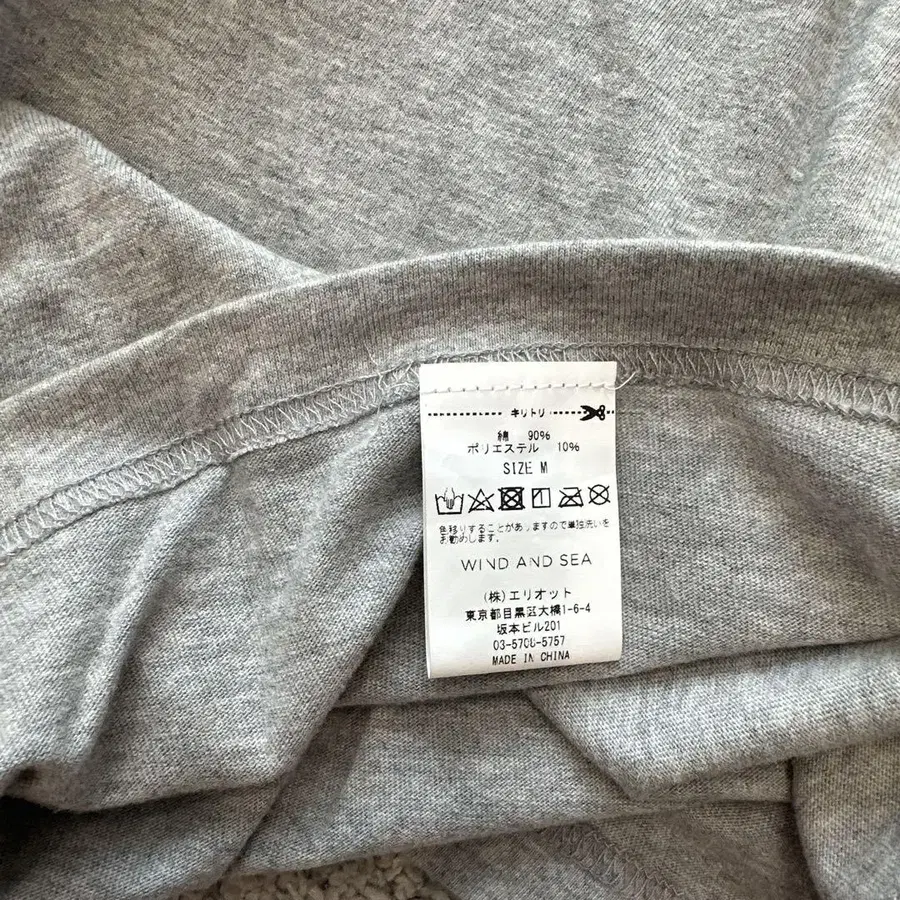 キリトリ
綿 90%
ポリエステル 10%
SIZE M
色移りすることがありますので単独洗いを
お勧めします。
WIND AND SEA
(株)エリオット
東京都目黒区大橋1-6-4
坂本ビル201
03-5708-5757
MADE IN CHINA